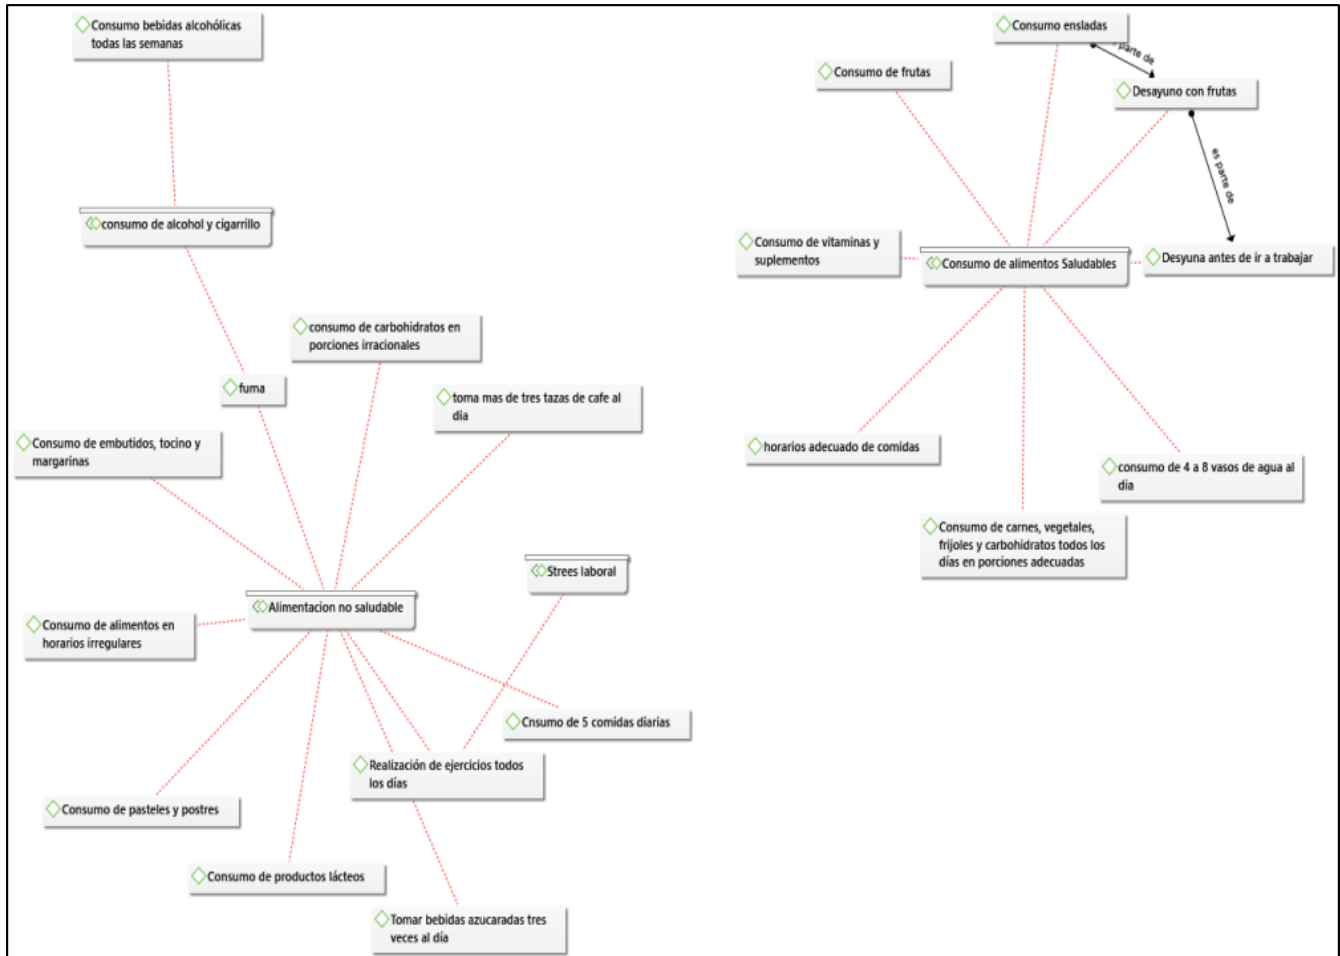 Consumo bebidas alcohólicas
todas las semanas
consumo de alcohol y cigarrillo
consumo de carbohidratos en
porciones irracionales
fuma
toma mas de tres tazas de cafe al
dia
Consumo de embutidos, tocino y
margarinas
Strees laboral
Alimentacion no saludable
Consumo de alimentos en
horarios irregulares
Cnsumo de 5 comidas diarias
Realización de ejercicios todos
los días
Consumo de pasteles y postres
Consumo de productos lácteos
Tomar bebidas azucaradas tres
veces al día
Consumo ensladas
parte de
Consumo de frutas
Desayuno con frutas
es parte de
Consumo de vitaminas y
suplementos
Consumo de alimentos Saludables
Desyuna antes de ir a trabajar
horarios adecuado de comidas
consumo de 4 a 8 vasos de agua al
dia
Consumo de carnes, vegetales,
frijoles y carbohidratos todos los
días en porciones adecuadas